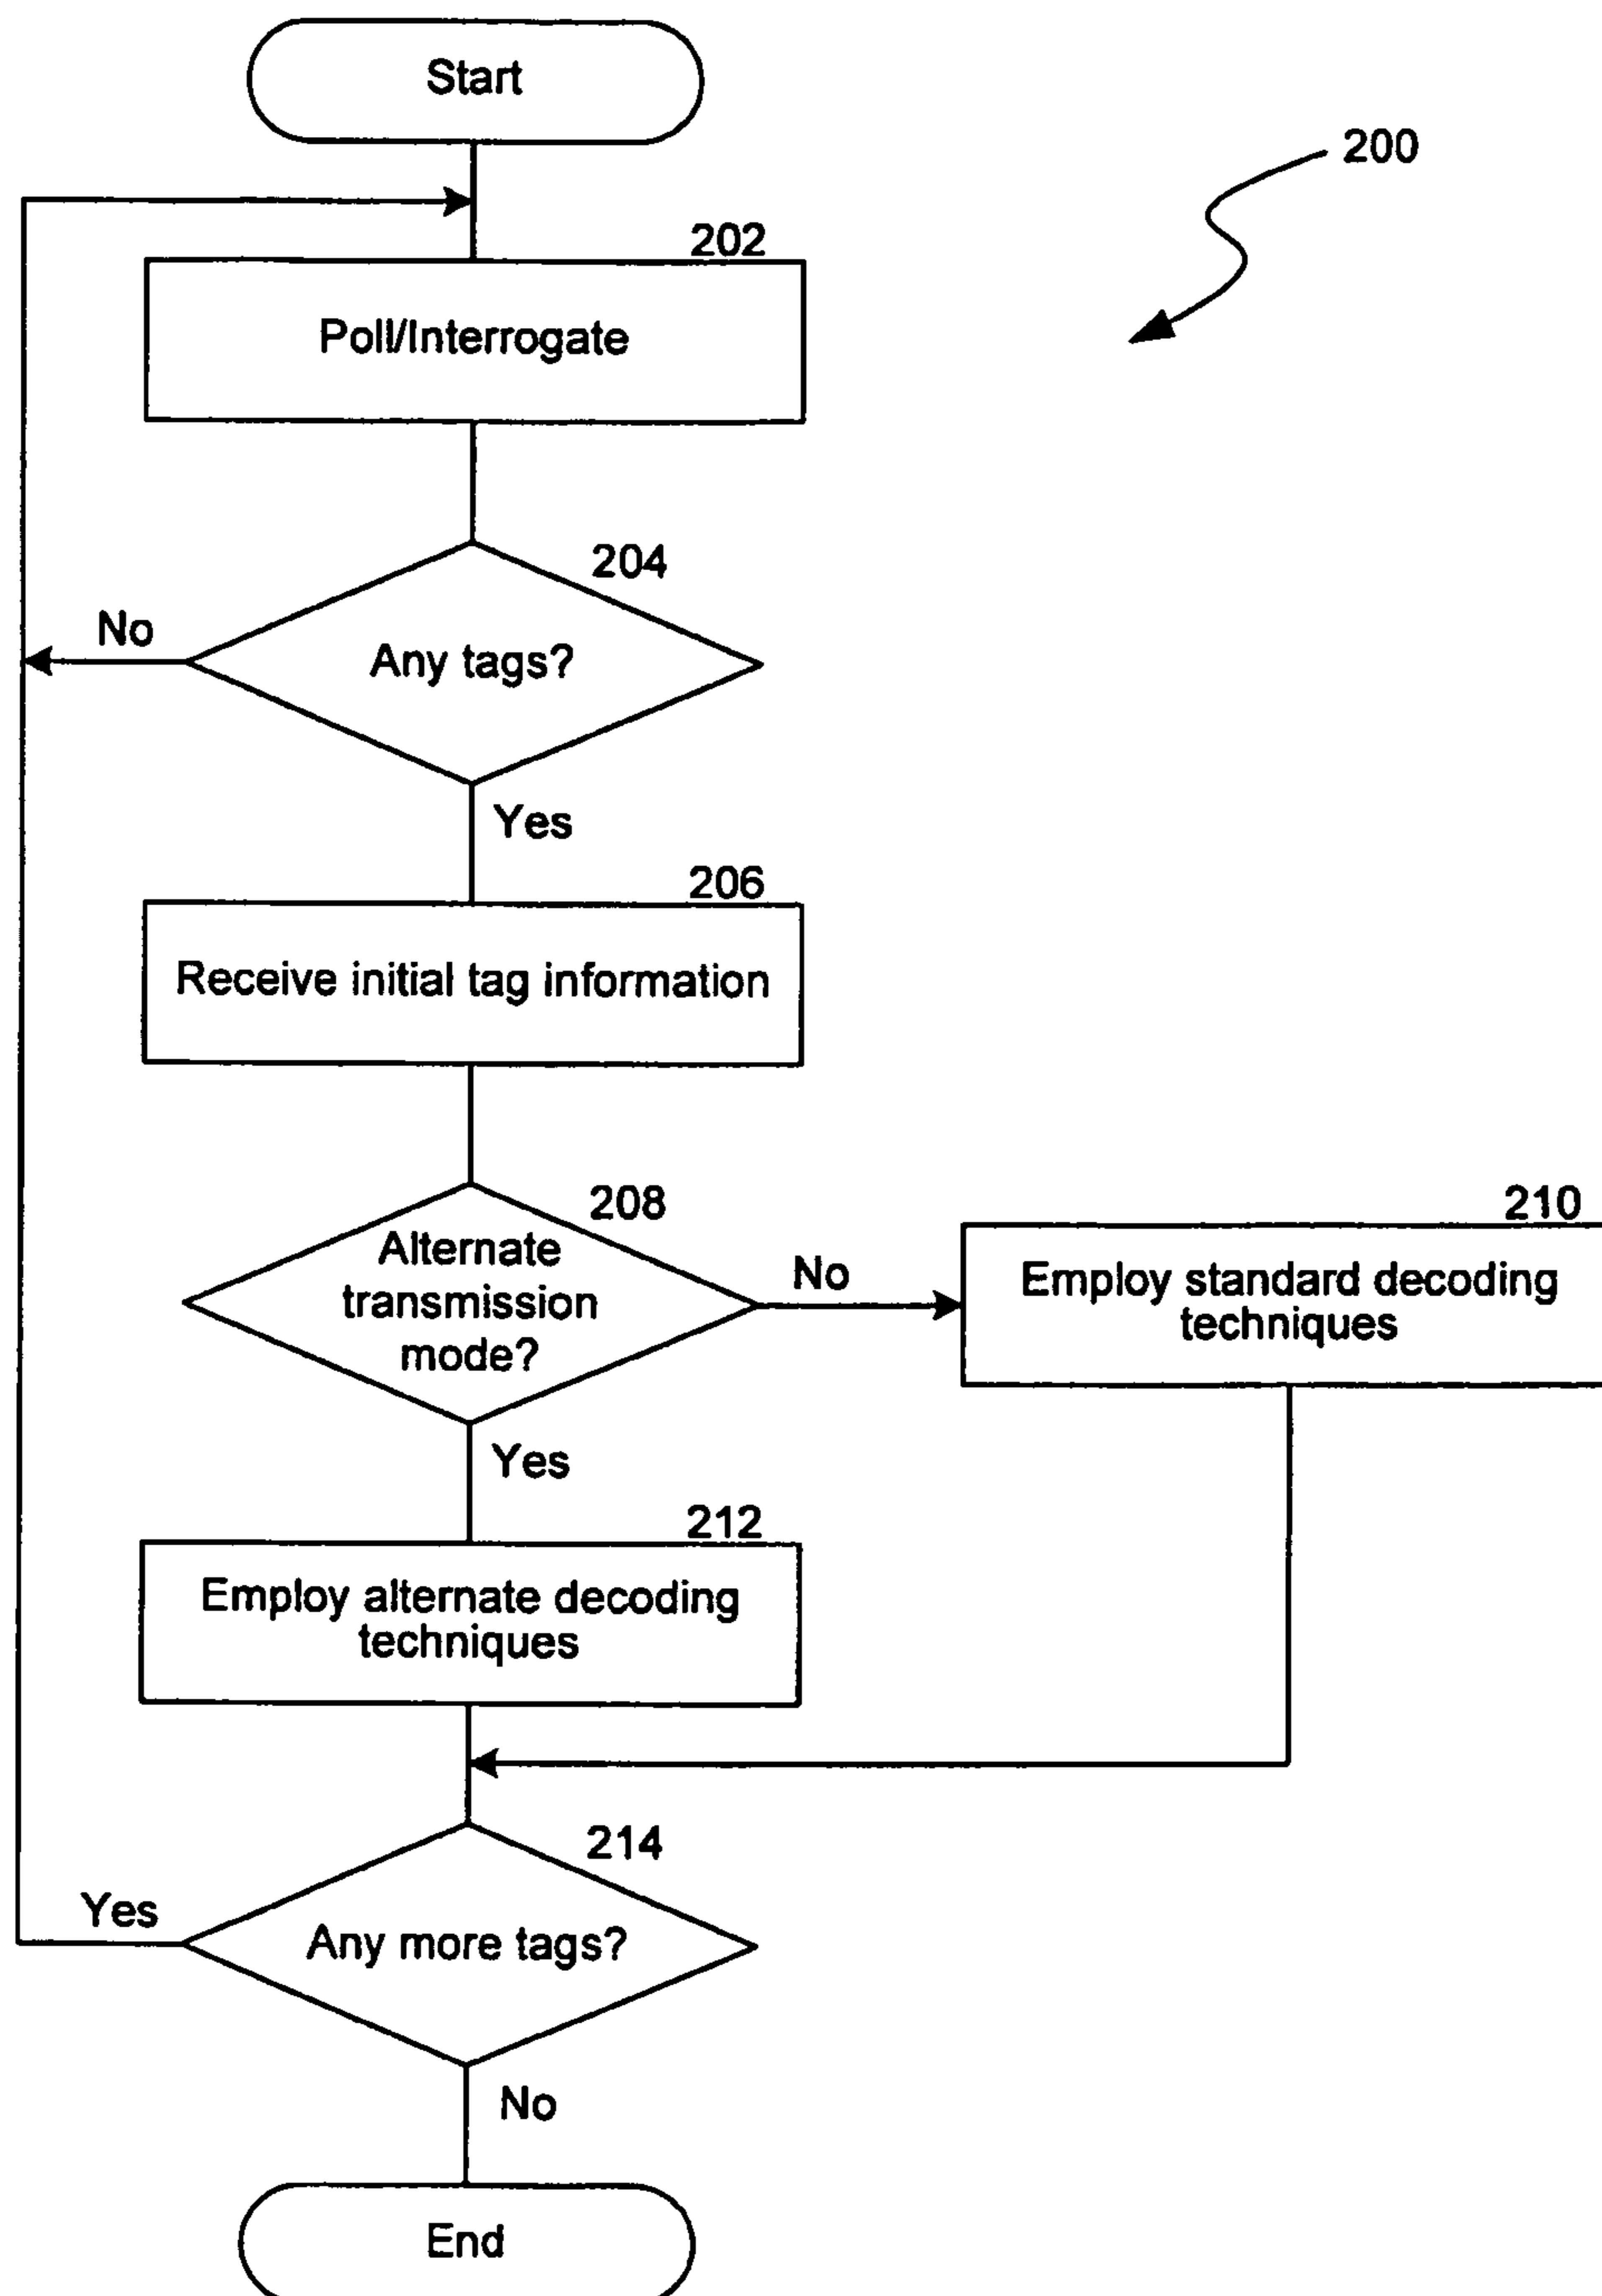 Start
200
202
Poll/Interrogate
204
No
Any tags?
Yes
206
Receive initial tag information
208
Alternate
transmission
mode?
No
210
Employ standard decoding
techniques
Yes
212
Employ alternate decoding
techniques
214
Yes
Any more tags?
No
End